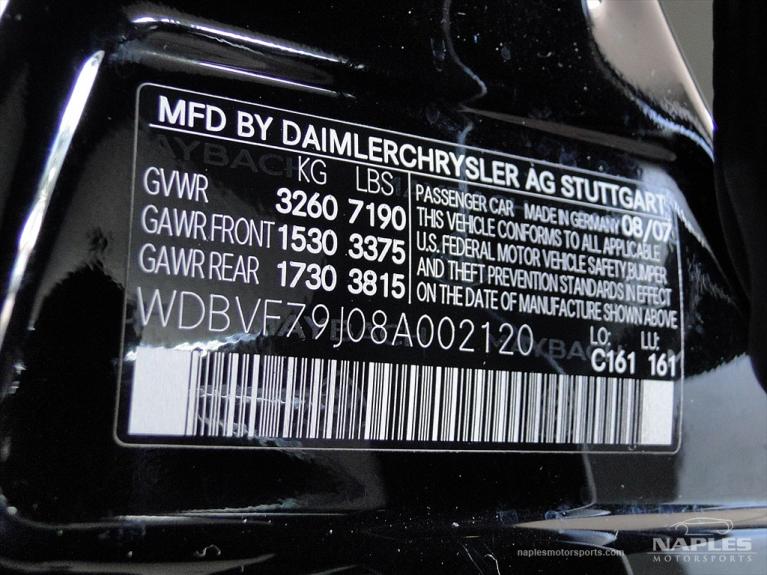 MFD BY DAIMLERCHRYSLER AG STUTTGART
KG LBS
GVWR 3260 7190
GAWR FRONT 1530 3375
GAWR REAR 1730 3815
PASSENGER CAR MADE IN GERMANY 08/07
THIS VEHICLE CONFORMS TO ALL APPLICABLE
U.S. FEDERAL MOTOR VEHICLE SAFETY, BUMPER
AND THEFT PREVENTION STANDARDS IN EFFECT
ON THE DATE OF MANUFACTURE SHOWN ABOVE
WDBVF79J08A002120
LO: LU:
C161 161
MAYBACH
MAYBACH
MAYBACH
naplesmotorsports.com
NAPLES
MOTORSPORTS